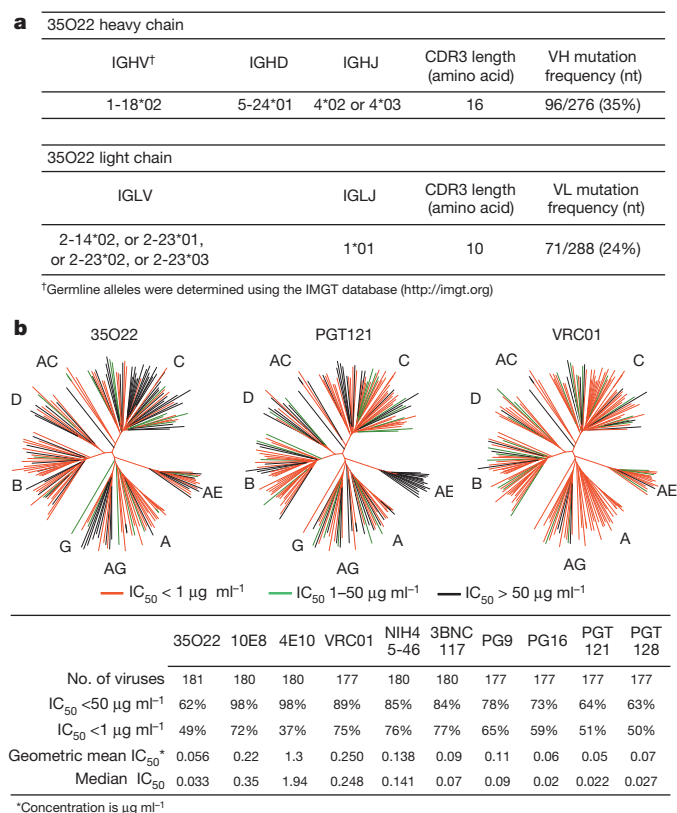 a
35O22 heavy chain
IGHV† IGHD IGHJ CDR3 length (amino acid) VH mutation frequency (nt)
1-18*02 5-24*01 4*02 or 4*03 16 96/276 (35%)
35O22 light chain
IGLV IGLJ CDR3 length (amino acid) VL mutation frequency (nt)
2-14*02, or 2-23*01, or 2-23*02, or 2-23*03 1*01 10 71/288 (24%)
†Germline alleles were determined using the IMGT database (http://imgt.org)
b
35O22 PGT121 VRC01
AC C D B G AG A AE
AC C D B G AG A AE
AC C D B AG A AE
IC50 < 1 μg ml−1 IC50 1–50 μg ml−1 IC50 > 50 μg ml−1
35O22 10E8 4E10 VRC01 NIH45-46 3BNC117 PG9 PG16 PGT121 PGT128
No. of viruses 181 180 180 177 180 180 177 177 177 177
IC50 <50 μg ml−1 62% 98% 98% 89% 85% 84% 78% 73% 64% 63%
IC50 <1 μg ml−1 49% 72% 37% 75% 76% 77% 65% 59% 51% 50%
Geometric mean IC50* 0.056 0.22 1.3 0.250 0.138 0.09 0.11 0.06 0.05 0.07
Median IC50 0.033 0.35 1.94 0.248 0.141 0.07 0.09 0.02 0.022 0.027
*Concentration is μg ml−1